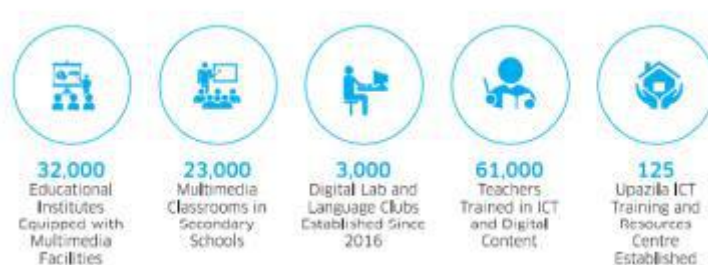 32,000
Educational
Institutes
Equipped with
Multimedia
Facilities
23,000
Multimedia
Classrooms in
Secondary
Schools
3,000
Digital Lab and
Language Clubs
Established Since
2016
61,000
Teachers
Trained in ICT
and Digital
Content
125
Upazila ICT
Training and
Resources
Centre
Established